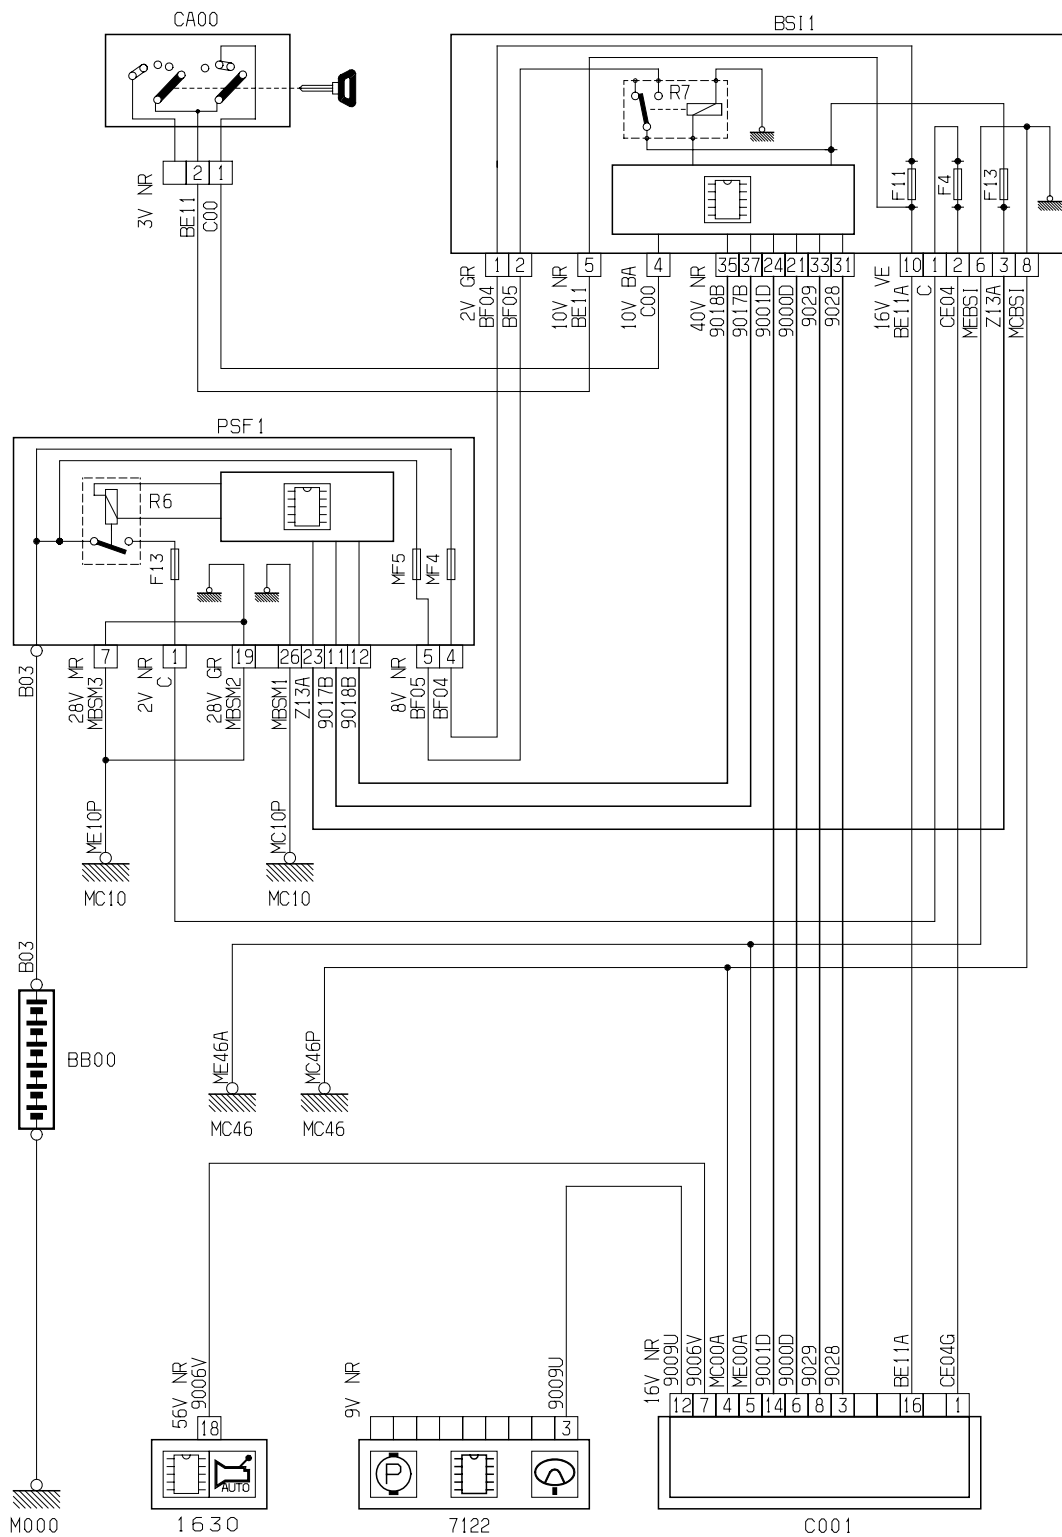 CA00
BSI1
R7
F11
F4
F13
2 1
3V NR
BE11
C00
1 2 5 4 35 37 24 21 33 31 10 1 2 6 3 8
2V GR
BF04
BF05
10V NR
BE11
10V BA
C00
40V NR
9018B
9017B
9001D
9000D
9029
9028
16V VE
BE11A
C
CE04
MEBSI
Z13A
MCBSI
PSF1
R6
F13
MF5
MF4
7 1 19 26 23 11 12 5 4
B03
28V MR
MBSM3
2V NR
C
28V GR
MBSM2
MBSM1
Z13A
9017B
9018B
8V NR
BF05
BF04
ME10P
MC10P
MC10
MC10
B03
BB00
ME46A
MC46P
MC46
MC46
56V NR
9006V
9V NR
9009U
16V NR
9009U
9006V
MC00A
ME00A
9001D
9000D
9029
9028
BE11A
CE04G
18
3
12 7 4 5 14 6 8 3 16 1
AUTO
P
M000
1630
7122
C001